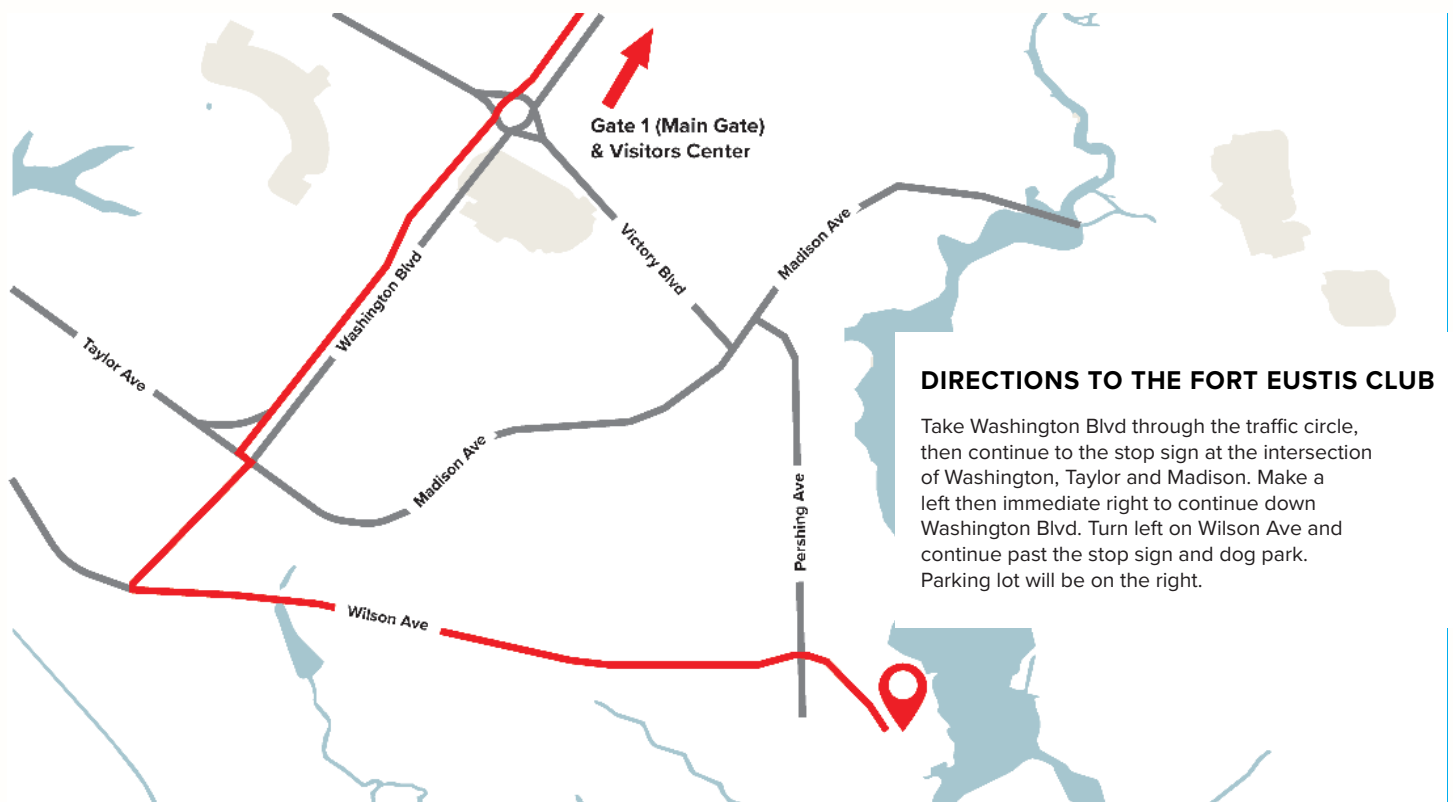 Gate 1 (Main Gate)
& Visitors Center
Washington Blvd
Victory Blvd
Madison Ave
Taylor Ave
Madison Ave
Pershing Ave
Wilson Ave
DIRECTIONS TO THE FORT EUSTIS CLUB
Take Washington Blvd through the traffic circle,
then continue to the stop sign at the intersection
of Washington, Taylor and Madison. Make a
left then immediate right to continue down
Washington Blvd. Turn left on Wilson Ave and
continue past the stop sign and dog park.
Parking lot will be on the right.